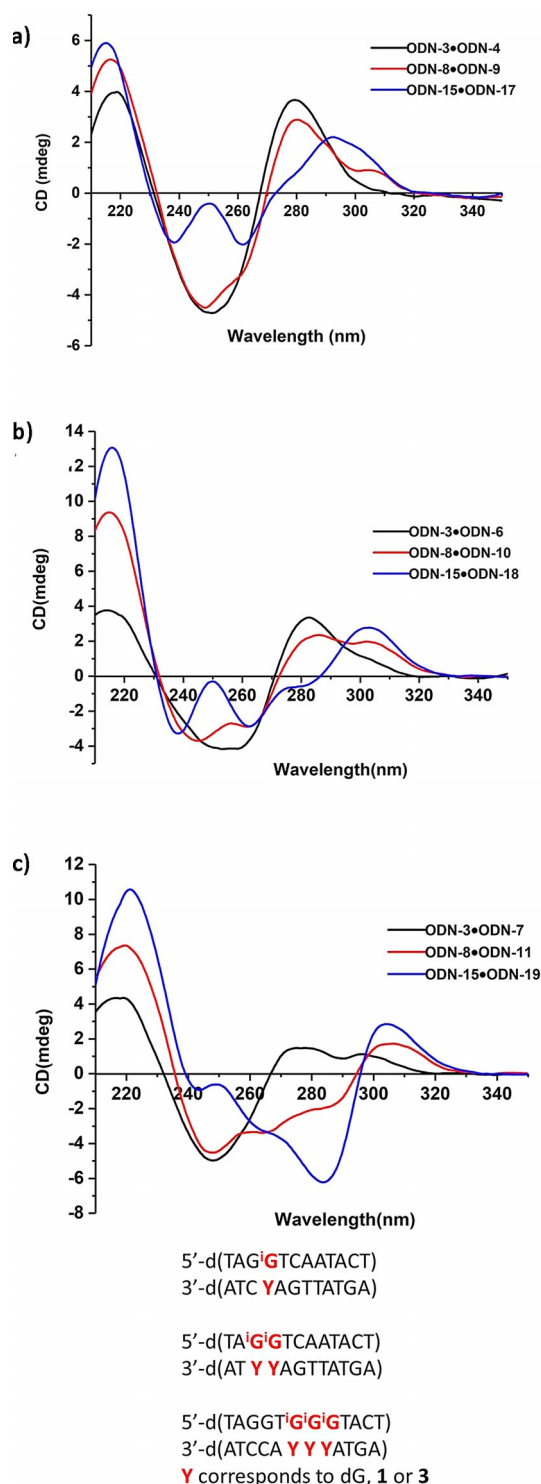 a)
ODN-3•ODN-4
ODN-8•ODN-9
ODN-15•ODN-17
CD (mdeg)
6
4
2
0
-2
-4
-6
220 240 260 280 300 320 340
Wavelength (nm)
b)
ODN-3•ODN-6
ODN-8•ODN-10
ODN-15•ODN-18
CD(mdeg)
14
12
10
8
6
4
2
0
-2
-4
220 240 260 280 300 320 340
Wavelength(nm)
c)
ODN-3•ODN-7
ODN-8•ODN-11
ODN-15•ODN-19
CD(mdeg)
12
10
8
6
4
2
0
-2
-4
-6
-8
220 240 260 280 300 320 340
Wavelength(nm)
5’-d(TAGⁱGTCAATACT)
3’-d(ATC YAGTTATGA)
5’-d(TAⁱGⁱGTCAATACT)
3’-d(AT Y YAGTTATGA)
5’-d(TAGGTⁱGⁱGⁱGTACT)
3’-d(ATCCA Y Y YATGA)
Y corresponds to dG, 1 or 3